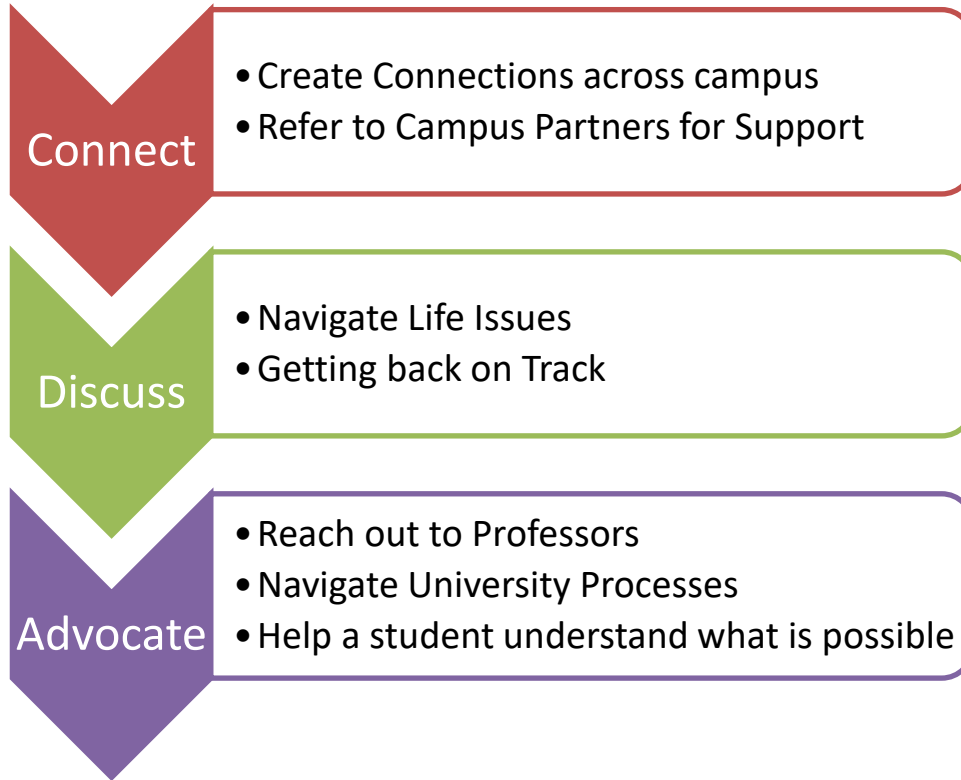 Connect
• Create Connections across campus
• Refer to Campus Partners for Support
Discuss
• Navigate Life Issues
• Getting back on Track
Advocate
• Reach out to Professors
• Navigate University Processes
• Help a student understand what is possible